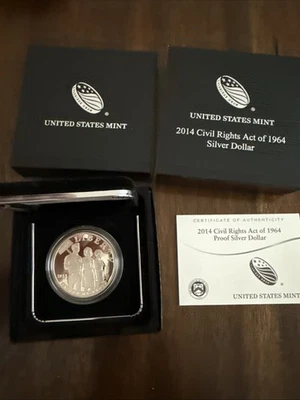 UNITED STATES MINT
2014 Civil Rights Act of 1964
Silver Dollar
UNITED STATES MINT
CERTIFICATE OF AUTHENTICITY
2014 Civil Rights Act of 1964
Proof Silver Dollar
UNITED STATES MINT